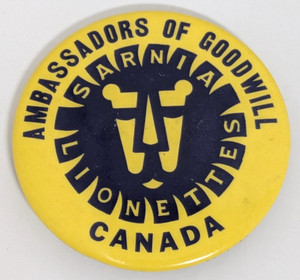 AMBASSADORS OF GOODWILL
SARNIA
LIONETTES
CANADA